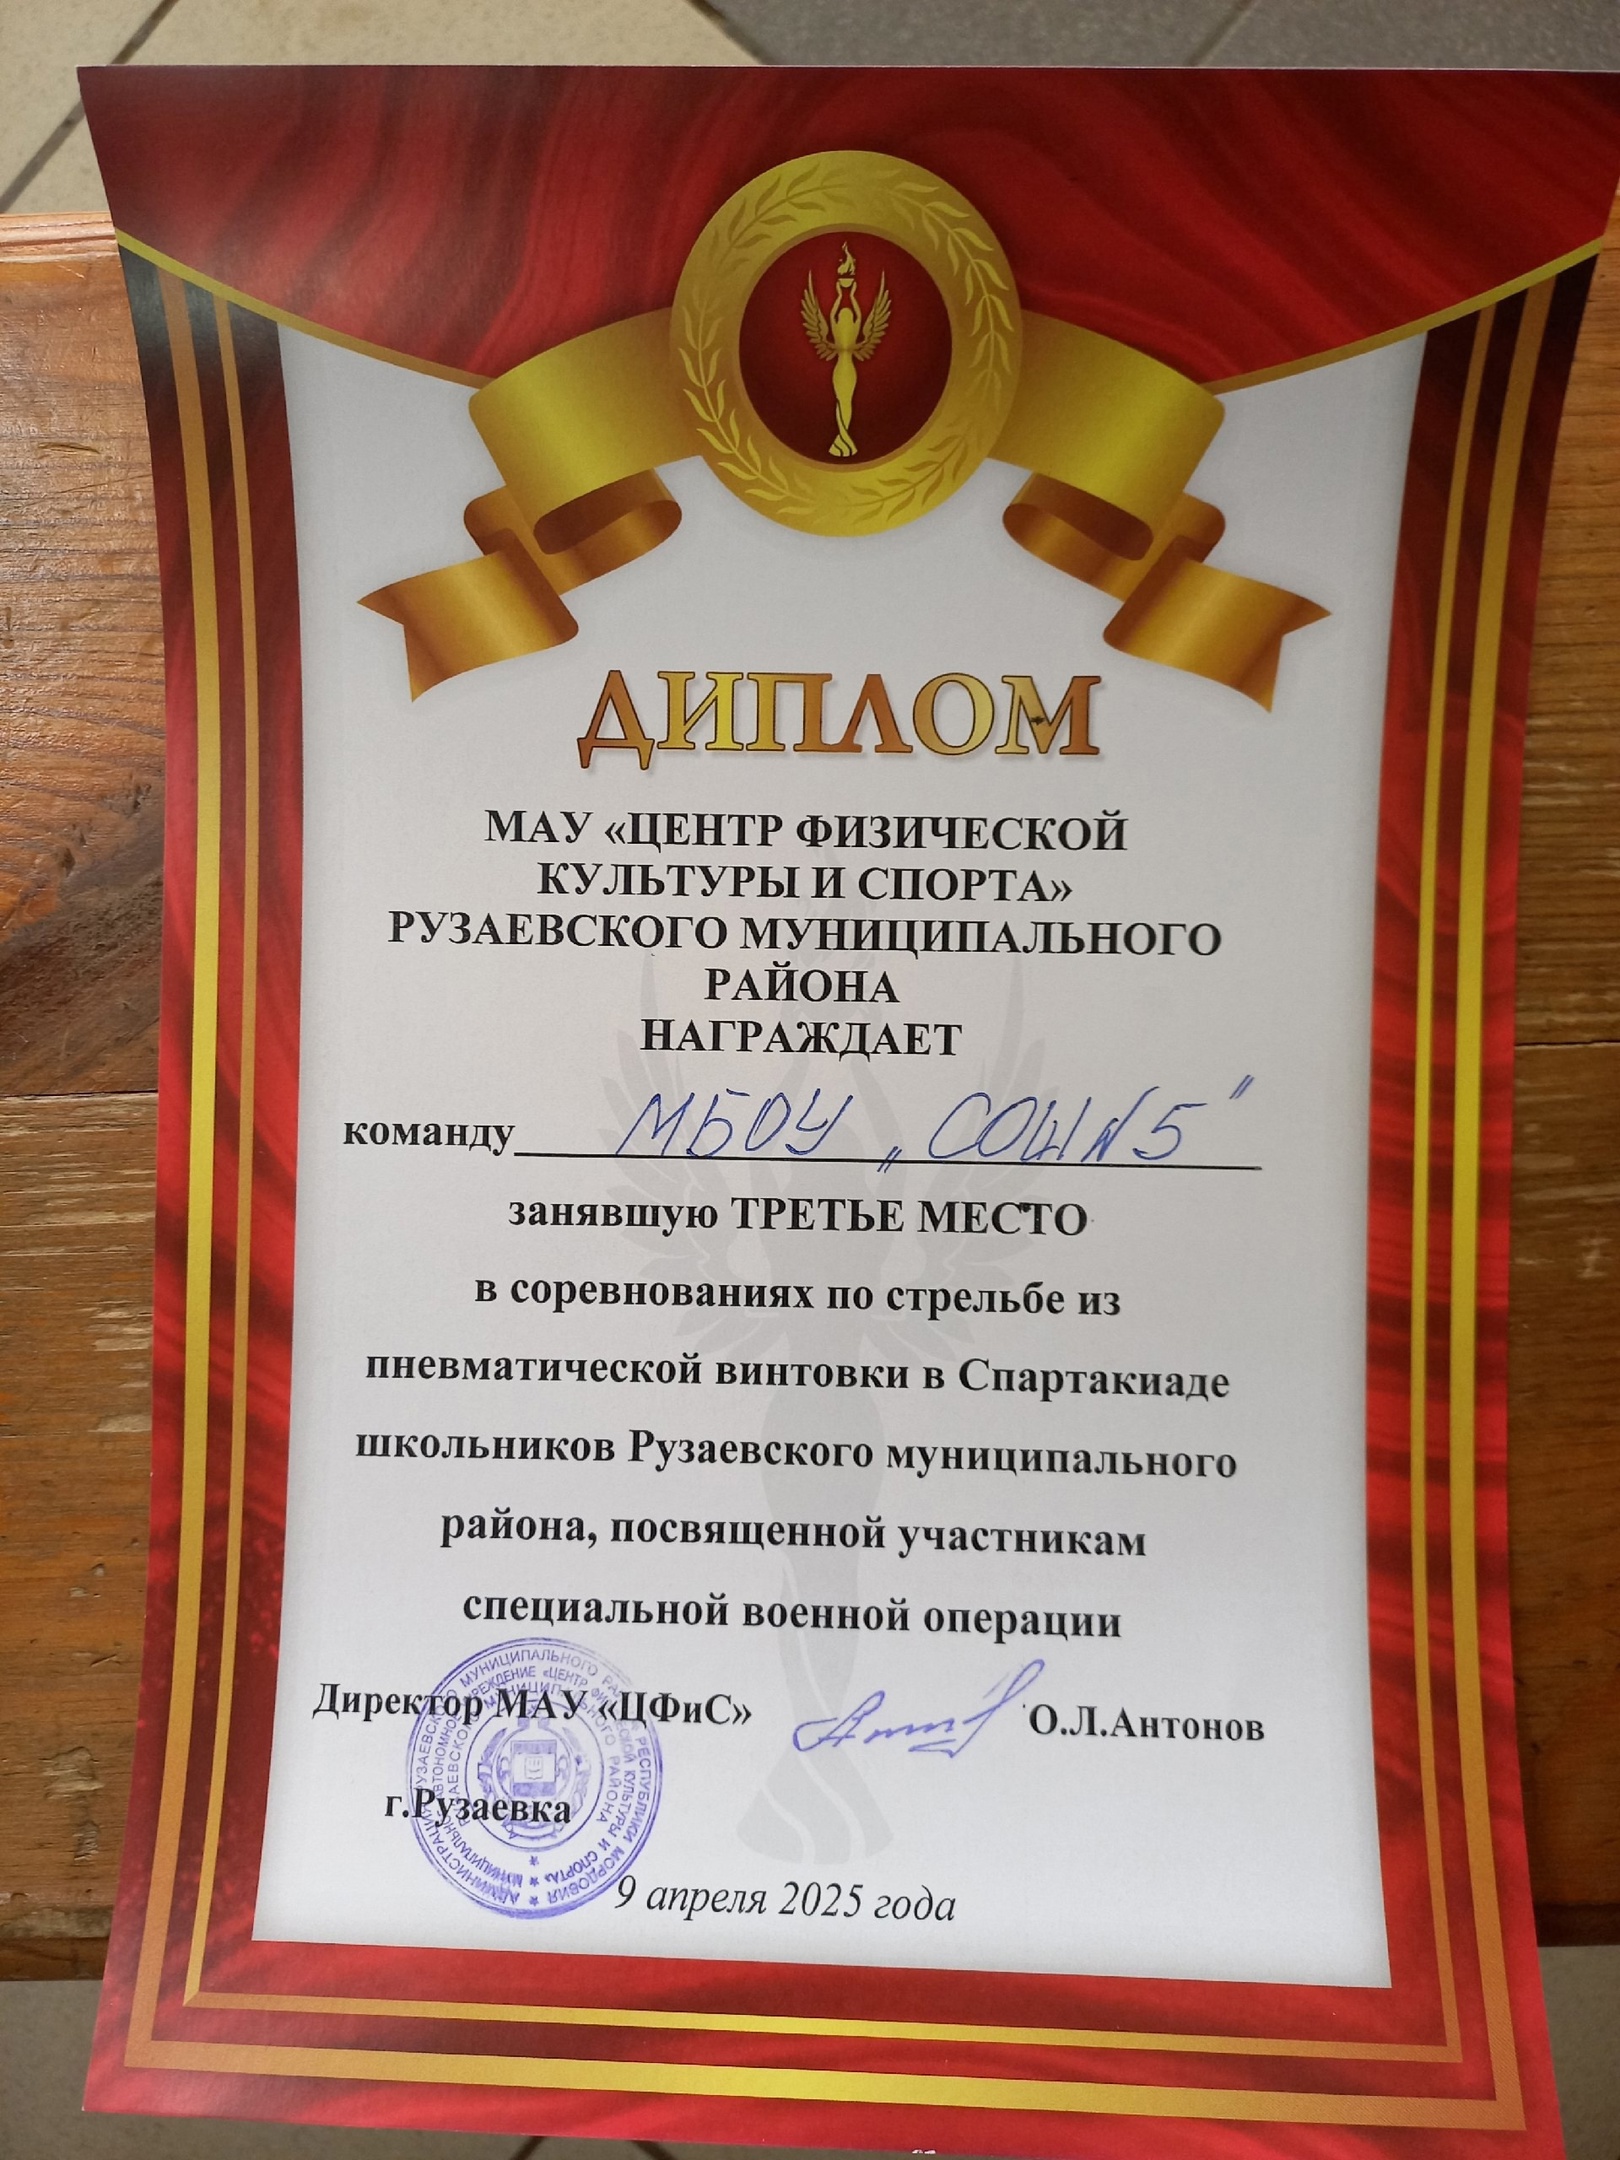 ДИПЛОМ
МАУ «ЦЕНТР ФИЗИЧЕСКОЙ
КУЛЬТУРЫ И СПОРТА»
РУЗАЕВСКОГО МУНИЦИПАЛЬНОГО
РАЙОНА
НАГРАЖДАЕТ
команду МБОУ „СОШ№5"
занявшую ТРЕТЬЕ МЕСТО
в соревнованиях по стрельбе из
пневматической винтовки в Спартакиаде
школьников Рузаевского муниципального
района, посвященной участникам
специальной военной операции
Директор МАУ «ЦФиС» О.Л.Антонов
г.Рузаевка
9 апреля 2025 года